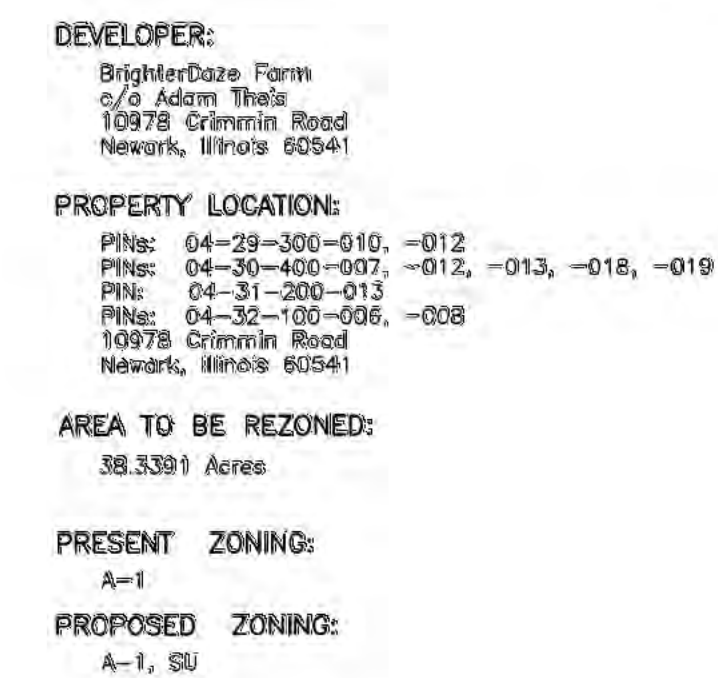 DEVELOPER:
BrighterDaze Farm
c/o Adam Theis
10978 Crimmin Road
Newark, Illinois 60541
PROPERTY LOCATION:
PINs: 04-29-300-010, -012
PINs: 04-30-400-007, -012, -013, -018, -019
PIN: 04-31-200-013
PINs: 04-32-100-006, -008
10978 Crimmin Road
Newark, Illinois 60541
AREA TO BE REZONED:
38.3391 Acres
PRESENT ZONING:
A-1
PROPOSED ZONING:
A-1, SU